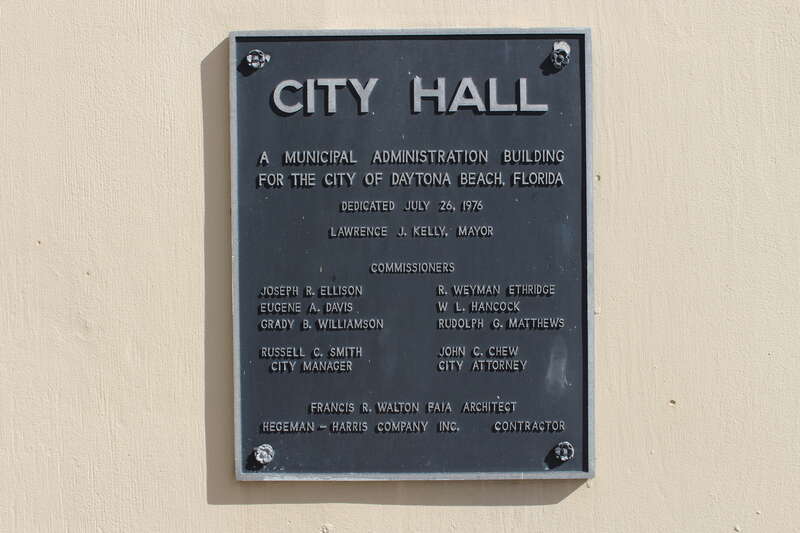 CITY HALL
A MUNICIPAL ADMINISTRATION BUILDING
FOR THE CITY OF DAYTONA BEACH, FLORIDA
DEDICATED JULY 26, 1976
LAWRENCE J. KELLY, MAYOR
COMMISSIONERS
JOSEPH R. ELLISON R. WEYMAN ETHRIDGE
EUGENE A. DAVIS W. L. HANCOCK
GRADY B. WILLIAMSON RUDOLPH G. MATTHEWS
RUSSELL C. SMITH JOHN C. CHEW
CITY MANAGER CITY ATTORNEY
FRANCIS R. WALTON FAIA ARCHITECT
HEGEMAN – HARRIS COMPANY INC. CONTRACTOR